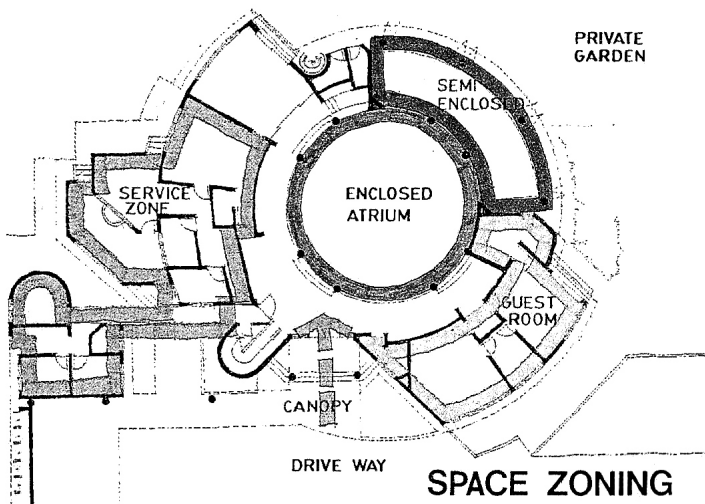 PRIVATE
GARDEN
SEMI
ENCLOSED
SERVICE
ZONE
ENCLOSED
ATRIUM
GUEST
ROOM
CANOPY
DRIVE WAY
SPACE ZONING